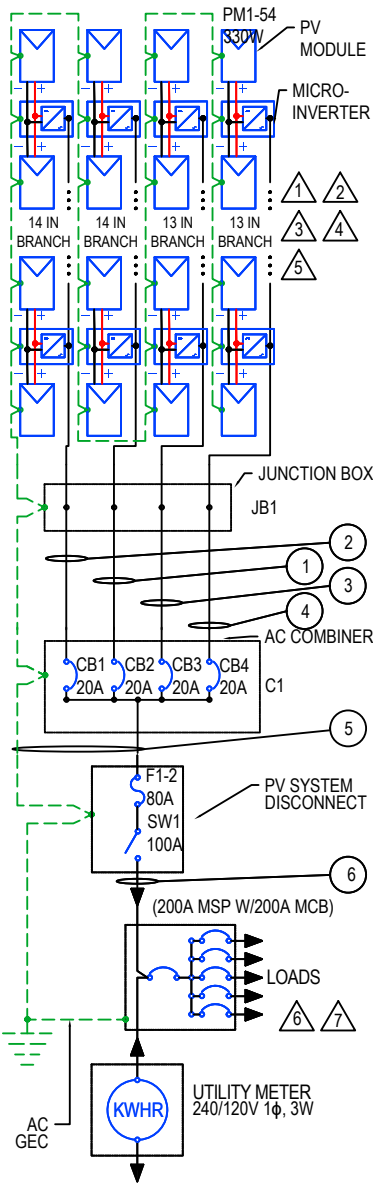 PM1-54
330W
PV
MODULE
MICRO-
INVERTER
- +
- +
- +
- +
1
2
14 IN
BRANCH
14 IN
BRANCH
13 IN
BRANCH
13 IN
BRANCH
3
4
5
- +
- +
- +
- +
JUNCTION BOX
JB1
2
1
3
4
AC COMBINER
CB1
20A
CB2
20A
CB3
20A
CB4
20A
C1
5
F1-2
80A
SW1
100A
PV SYSTEM
DISCONNECT
6
(200A MSP W/200A MCB)
LOADS
6
7
AC
GEC
KWHR
UTILITY METER
240/120V 1ϕ, 3W